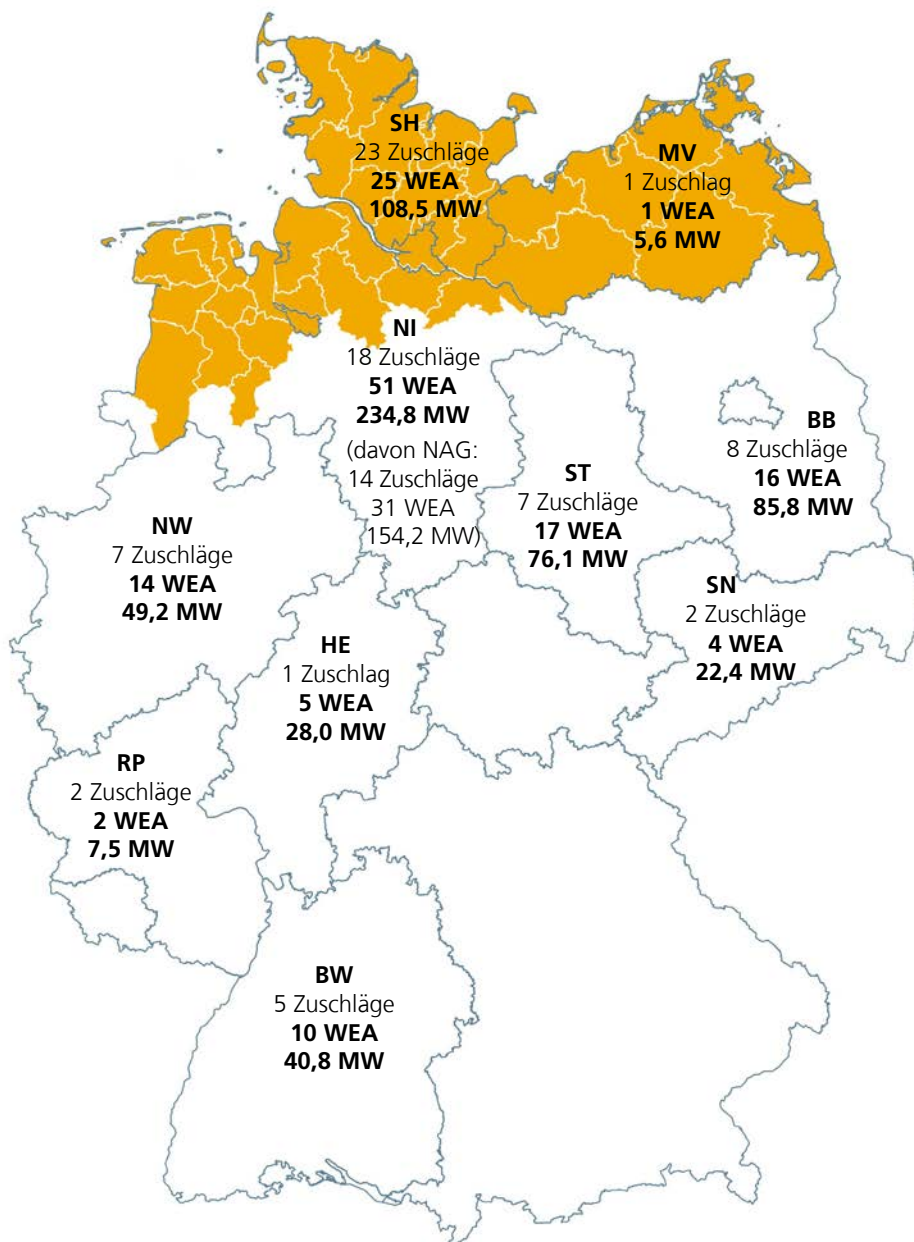 SH
23 Zuschläge
25 WEA
108,5 MW
MV
1 Zuschlag
1 WEA
5,6 MW
NI
18 Zuschläge
51 WEA
234,8 MW
(davon NAG:
14 Zuschläge
31 WEA
154,2 MW)
BB
8 Zuschläge
16 WEA
85,8 MW
ST
7 Zuschläge
17 WEA
76,1 MW
NW
7 Zuschläge
14 WEA
49,2 MW
SN
2 Zuschläge
4 WEA
22,4 MW
HE
1 Zuschlag
5 WEA
28,0 MW
RP
2 Zuschläge
2 WEA
7,5 MW
BW
5 Zuschläge
10 WEA
40,8 MW